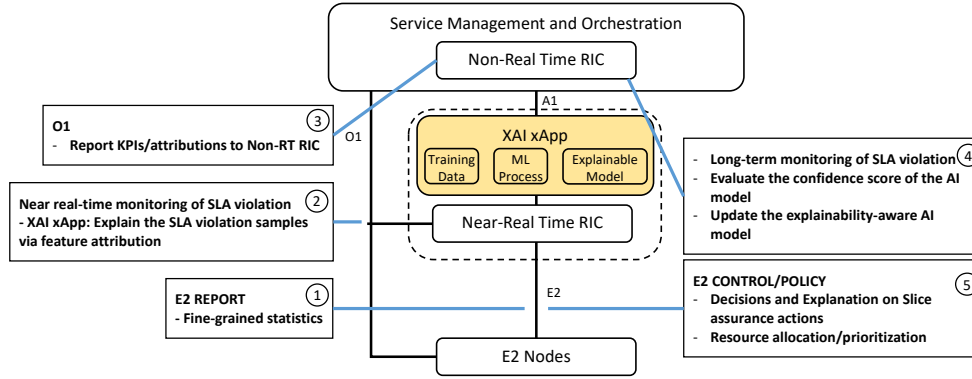 Service Management and Orchestration
Non-Real Time RIC
A1
O1
3
O1
- Report KPIs/attributions to Non-RT RIC
XAI xApp
Training
Data
ML
Process
Explainable
Model
4
- Long-term monitoring of SLA violation
- Evaluate the confidence score of the AI
model
- Update the explainability-aware AI
model
2
Near real-time monitoring of SLA violation
- XAI xApp: Explain the SLA violation samples
via feature attribution
Near-Real Time RIC
1
E2 REPORT
- Fine-grained statistics
E2
5
E2 CONTROL/POLICY
- Decisions and Explanation on Slice
assurance actions
- Resource allocation/prioritization
E2 Nodes